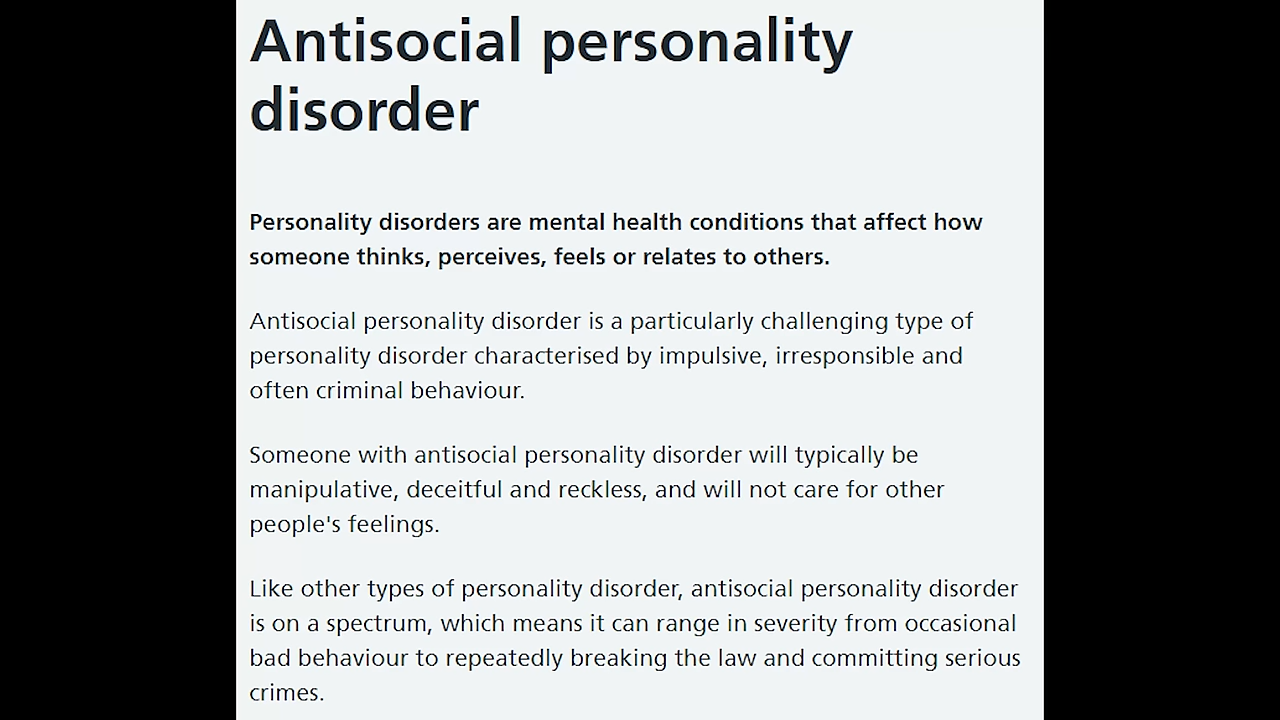 Antisocial personality
disorder
Personality disorders are mental health conditions that affect how
someone thinks, perceives, feels or relates to others.
Antisocial personality disorder is a particularly challenging type of
personality disorder characterised by impulsive, irresponsible and
often criminal behaviour.
Someone with antisocial personality disorder will typically be
manipulative, deceitful and reckless, and will not care for other
people's feelings.
Like other types of personality disorder, antisocial personality disorder
is on a spectrum, which means it can range in severity from occasional
bad behaviour to repeatedly breaking the law and committing serious
crimes.